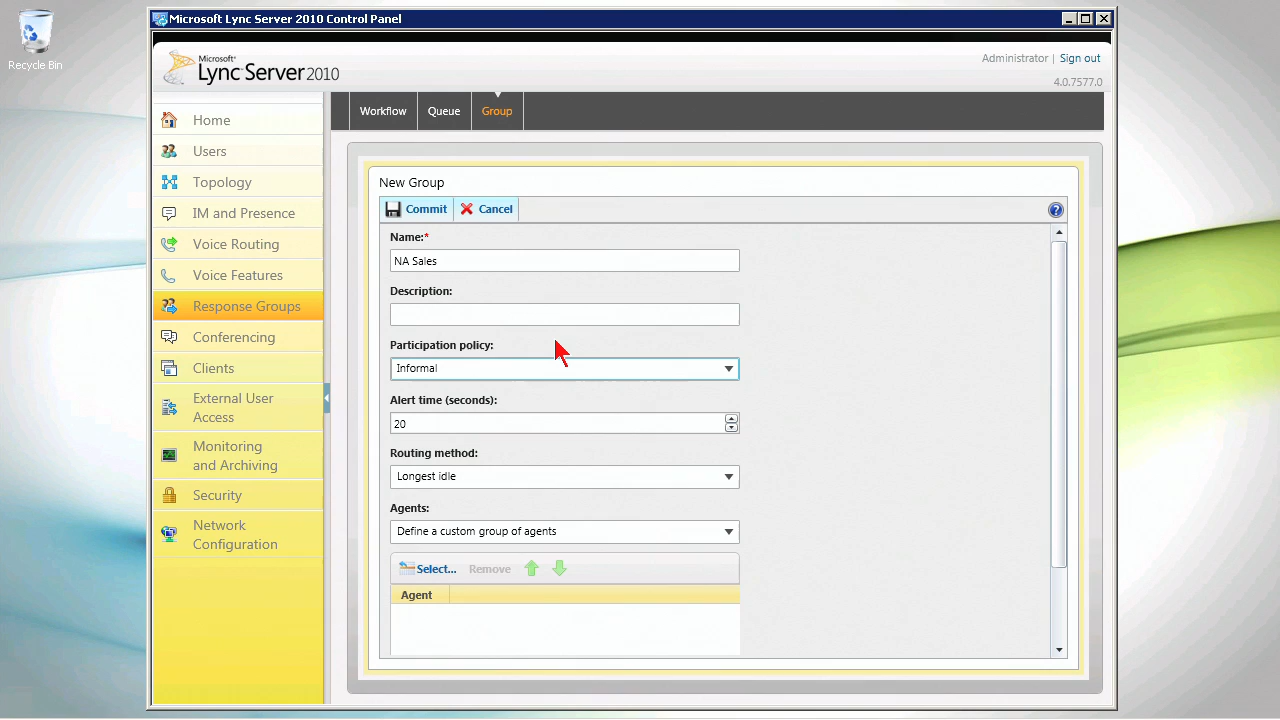 Microsoft Lync Server 2010 Control Panel
Recycle Bin
Microsoft®
Lync Server 2010
Administrator | Sign out
4.0.7577.0
Home
Users
Topology
IM and Presence
Voice Routing
Voice Features
Response Groups
Conferencing
Clients
External User
Access
Monitoring
and Archiving
Security
Network
Configuration
Workflow Queue Group
New Group
Commit Cancel
Name:*
NA Sales
Description:
Participation policy:
Informal
Alert time (seconds):
20
Routing method:
Longest idle
Agents:
Define a custom group of agents
Select... Remove
Agent